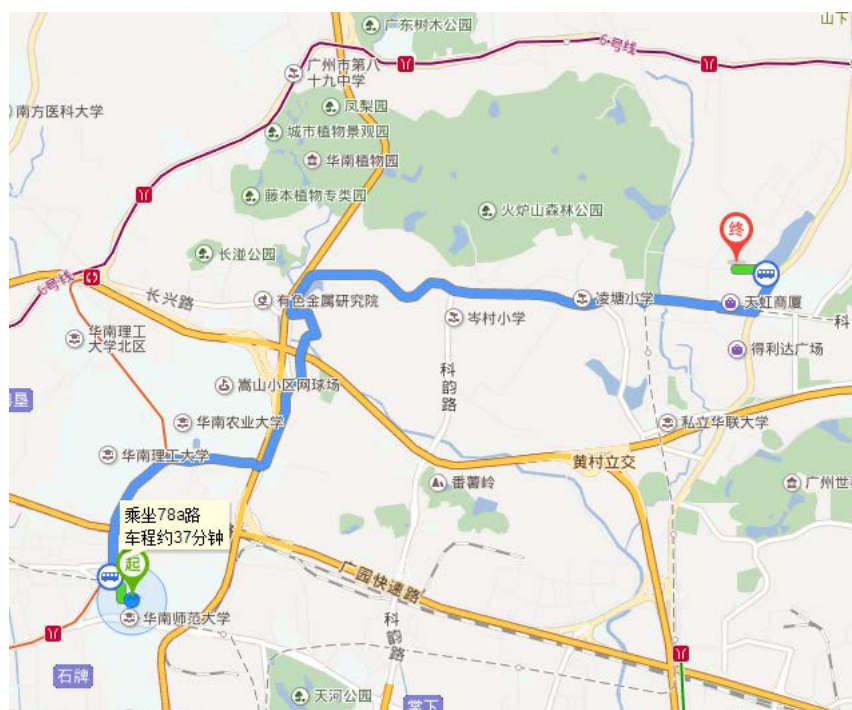 山下
广东树木公园
6号线
广州市第八
十九中学
凤梨园
南方医科大学
城市植物景观园
华南植物园
藤本植物专类园
火炉山森林公园
终
长湴公园
6号线
长兴路
有色金属研究院
凌塘小学
天虹商厦
岑村小学
科
华南理工
大学北区
得利达广场
科韵路
嵩山小区网球场
华南农业大学
私立华联大学
华南理工大学
黄村立交
番薯岭
广州世
乘坐78a路
车程约37分钟
路
起
广园快速路
华南师范大学
科韵路
石牌
天河公园
棠下